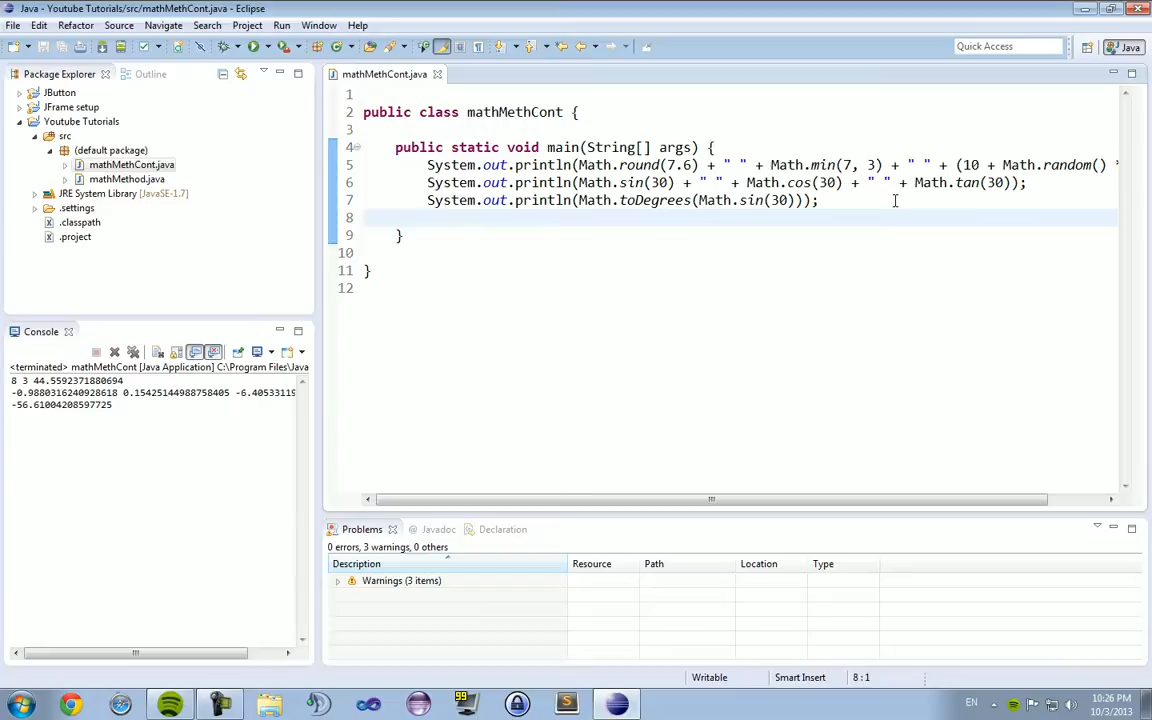 Java - Youtube Tutorials/src/mathMethCont.java - Eclipse
File Edit Refactor Source Navigate Search Project Run Window Help
Quick Access
Java
Package Explorer
Outline
mathMethCont.java
JButton
JFrame setup
Youtube Tutorials
src
(default package)
mathMethCont.java
mathMethod.java
JRE System Library [JavaSE-1.7]
.settings
.classpath
.project
1
2 public class mathMethCont {
3
4 public static void main(String[] args) {
5 System.out.println(Math.round(7.6) + " " + Math.min(7, 3) + " " + (10 + Math.random() *
6 System.out.println(Math.sin(30) + " " + Math.cos(30) + " " + Math.tan(30));
7 System.out.println(Math.toDegrees(Math.sin(30)));
8
9 }
10
11 }
12
Console
<terminated> mathMethCont [Java Application] C:\Program Files\Java
8 3 44.5592371880694
-0.9880316240928618 0.15425144988758405 -6.40533119
-56.61004208597725
Problems @ Javadoc Declaration
0 errors, 3 warnings, 0 others
Description Resource Path Location Type
Warnings (3 items)
Writable Smart Insert 8 : 1
99
EN
10:26 PM
10/3/2013